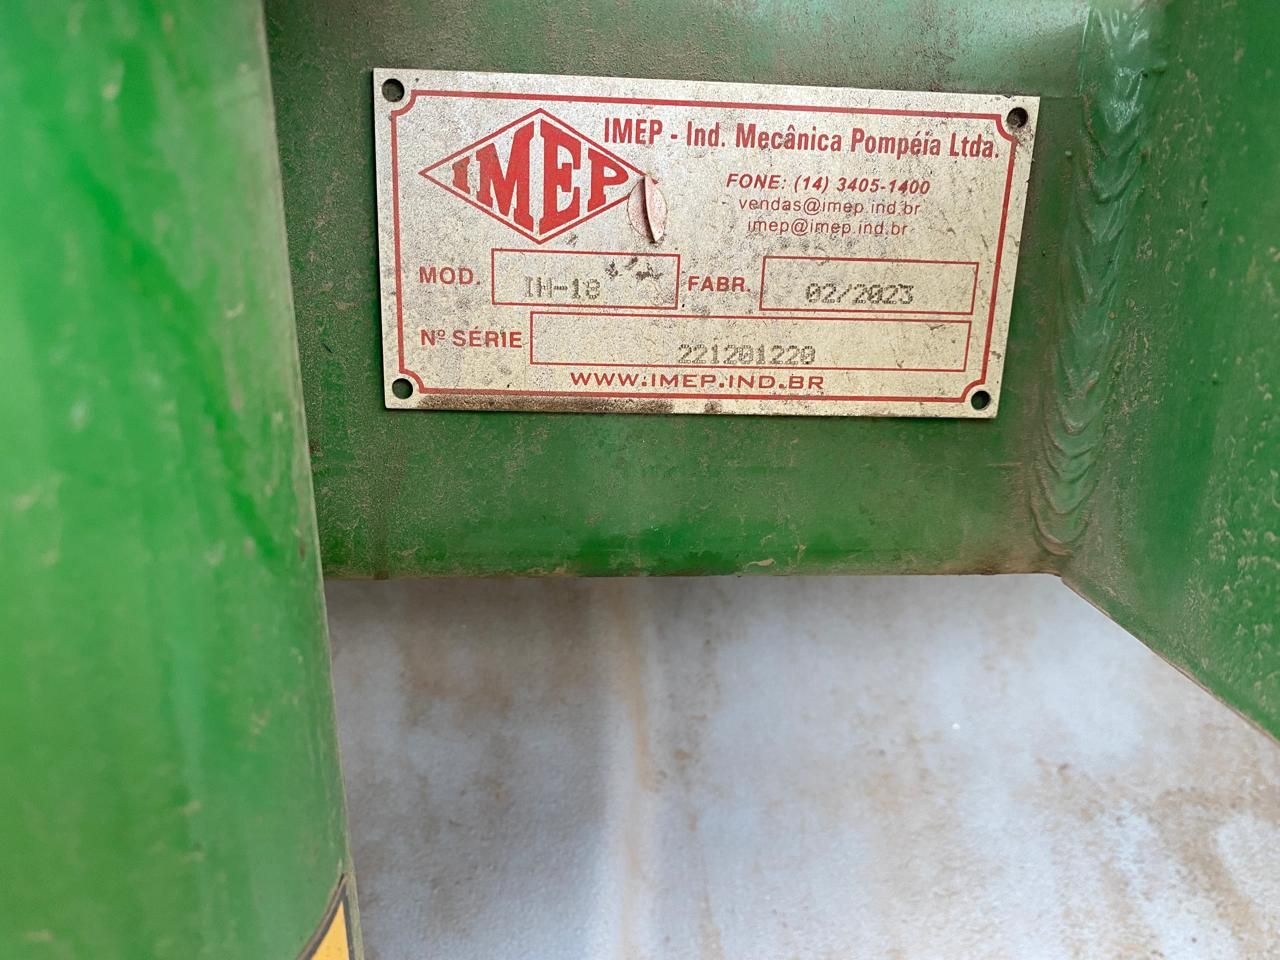 IMEP
IMEP - Ind. Mecânica Pompéia Ltda.
FONE: (14) 3405-1400
vendas@imep.ind.br
imep@imep.ind.br
MOD. IH-18 FABR. 02/2023
Nº SÉRIE 221201220
WWW.IMEP.IND.BR